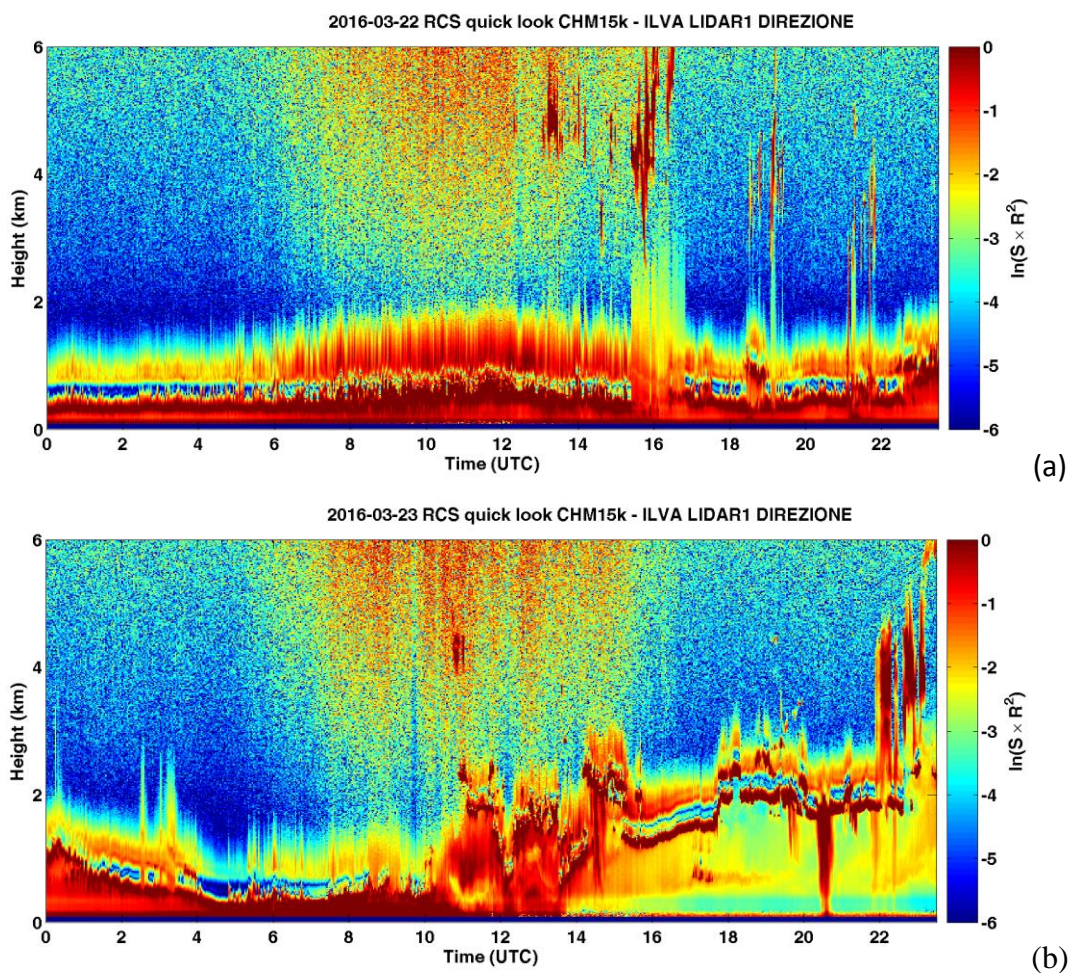 2016-03-22 RCS quick look CHM15k - ILVA LIDAR1 DIREZIONE
6
4
2
0
Height (km)
0 2 4 6 8 10 12 14 16 18 20 22
Time (UTC)
0
-1
-2
-3
-4
-5
-6
ln(S × R²)
(a)
2016-03-23 RCS quick look CHM15k - ILVA LIDAR1 DIREZIONE
6
4
2
0
Height (km)
0 2 4 6 8 10 12 14 16 18 20 22
Time (UTC)
0
-1
-2
-3
-4
-5
-6
ln(S × R²)
(b)